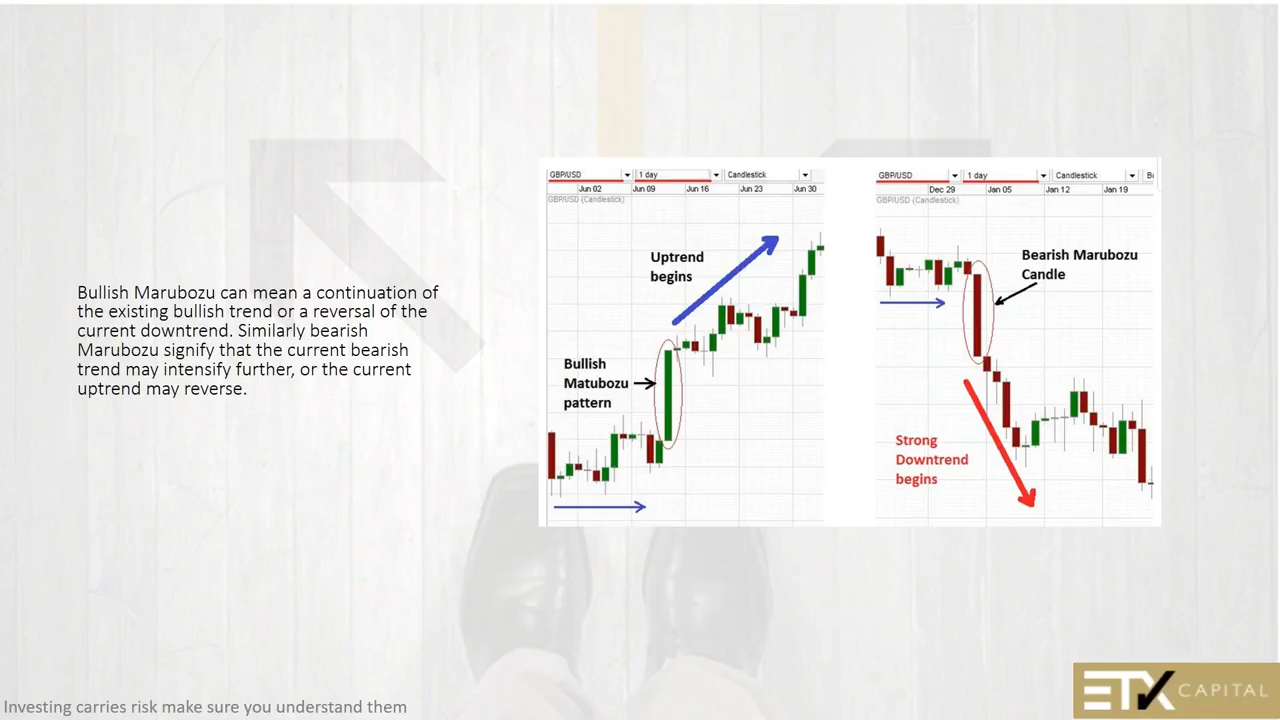 Bullish Marubozu can mean a continuation of
the existing bullish trend or a reversal of the
current downtrend. Similarly bearish
Marubozu signify that the current bearish
trend may intensify further, or the current
uptrend may reverse.
GBP/USD 1 day Candlestick
Jun 02 Jun 09 Jun 16 Jun 23 Jun 30
GBP/USD (Candlestick)
Uptrend
begins
Bullish
Matubozu
pattern
GBP/USD 1 day Candlestick
Dec 29 Jan 05 Jan 12 Jan 19
GBP/USD (Candlestick)
Bearish Marubozu
Candle
Strong
Downtrend
begins
Investing carries risk make sure you understand them
ETX CAPITAL